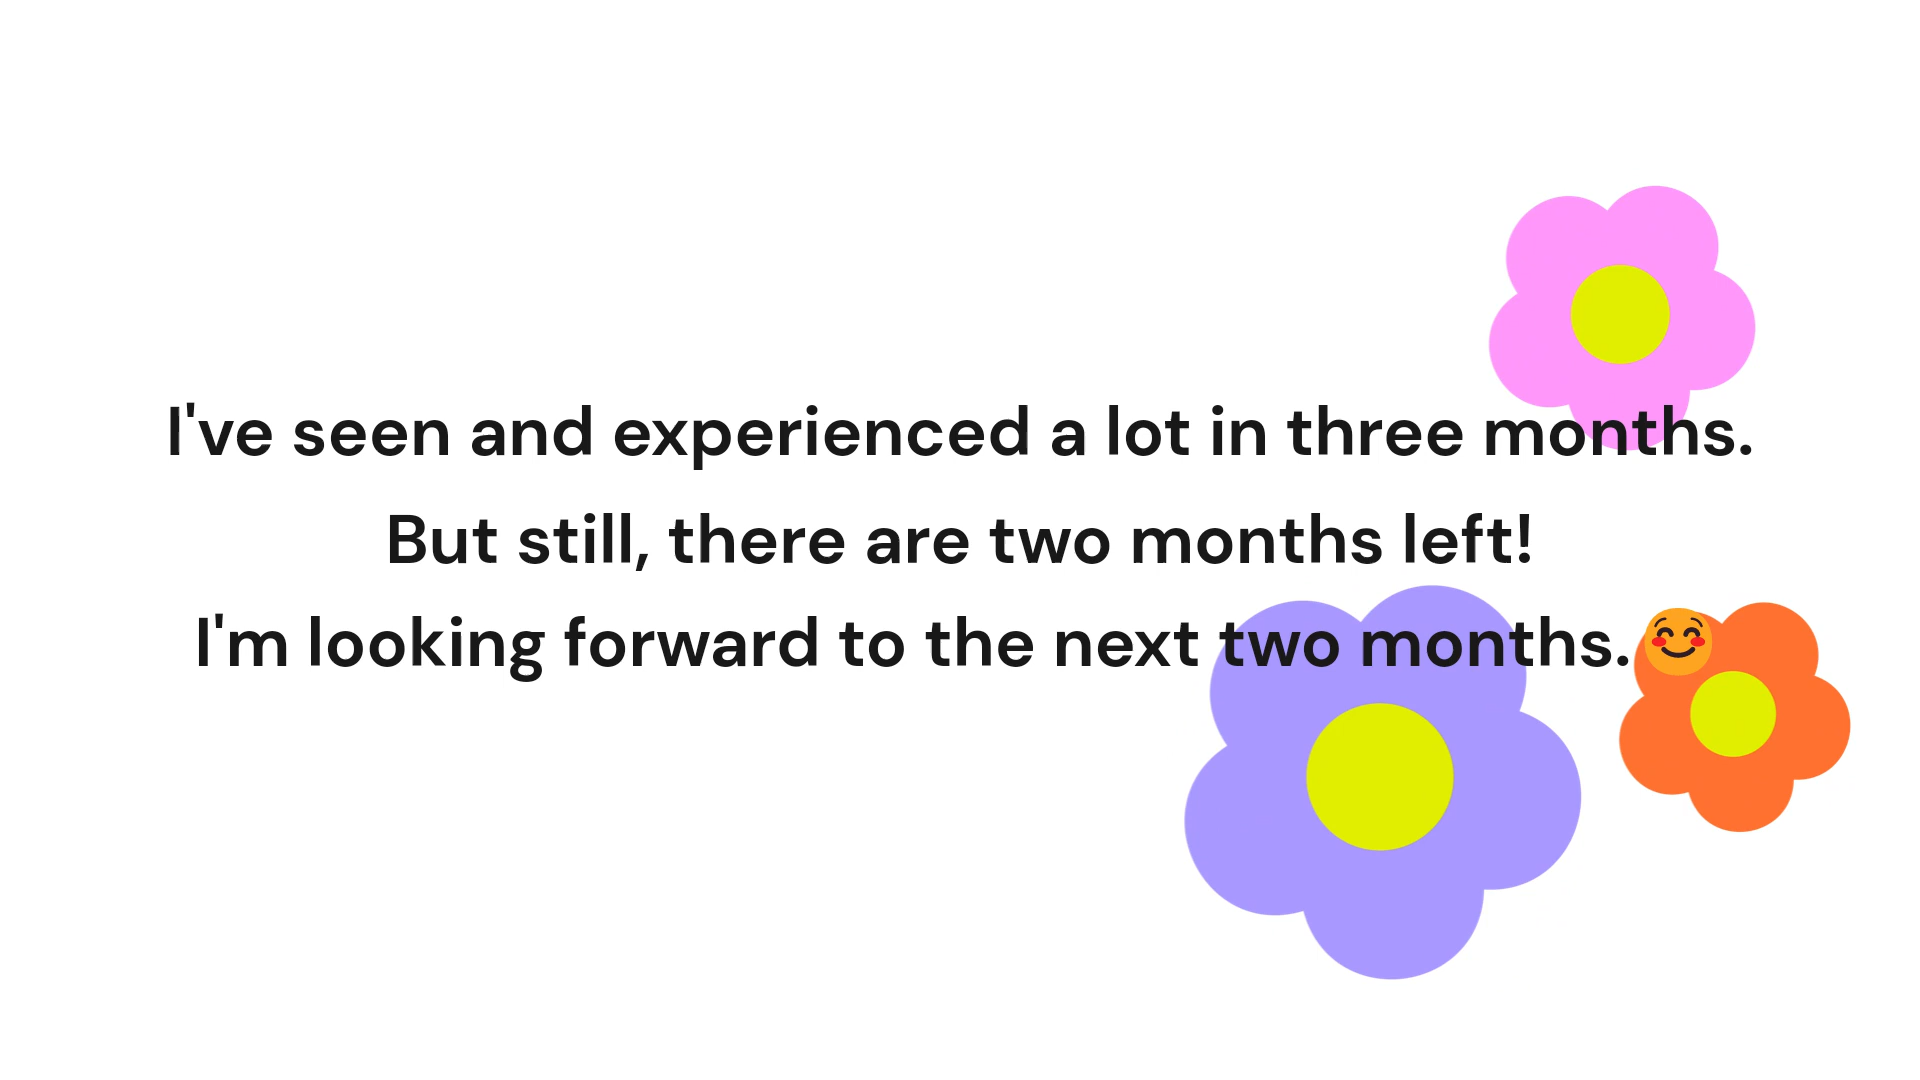 I've seen and experienced a lot in three months.
But still, there are two months left!
I'm looking forward to the next two months.😊